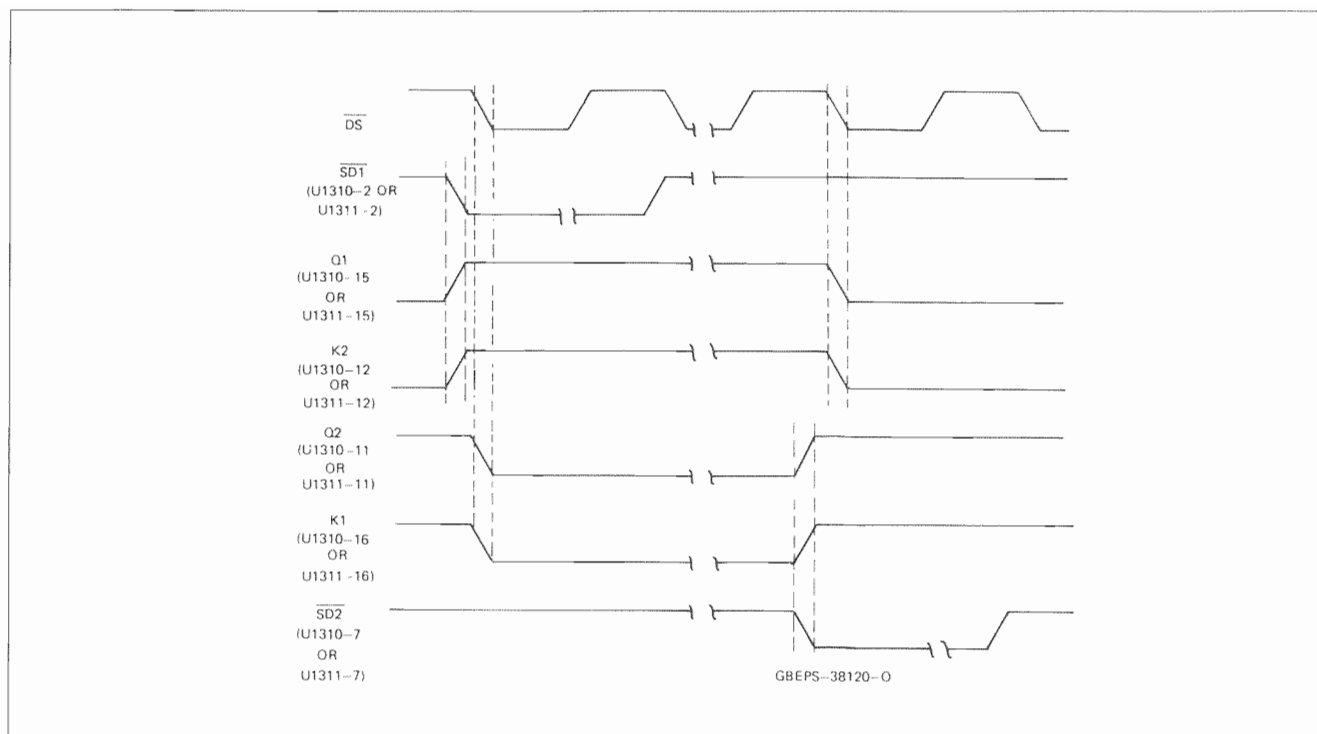 DS
SD1
(U1310-2 OR
U1311-2)
Q1
(U1310-15
OR
U1311-15)
K2
(U1310-12
OR
U1311-12)
Q2
(U1310-11
OR
U1311-11)
K1
(U1310-16
OR
U1311-16)
SD2
(U1310-7
OR
U1311-7)
GBEPS-38120-O